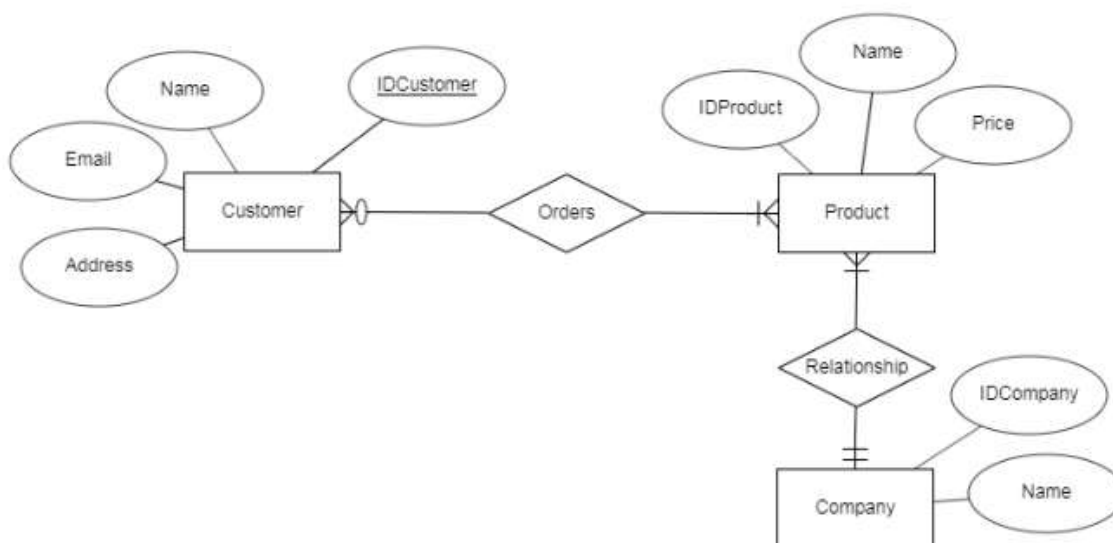 Name
IDCustomer
Email
Customer
Address
Orders
Name
IDProduct
Price
Product
Relationship
IDCompany
Name
Company